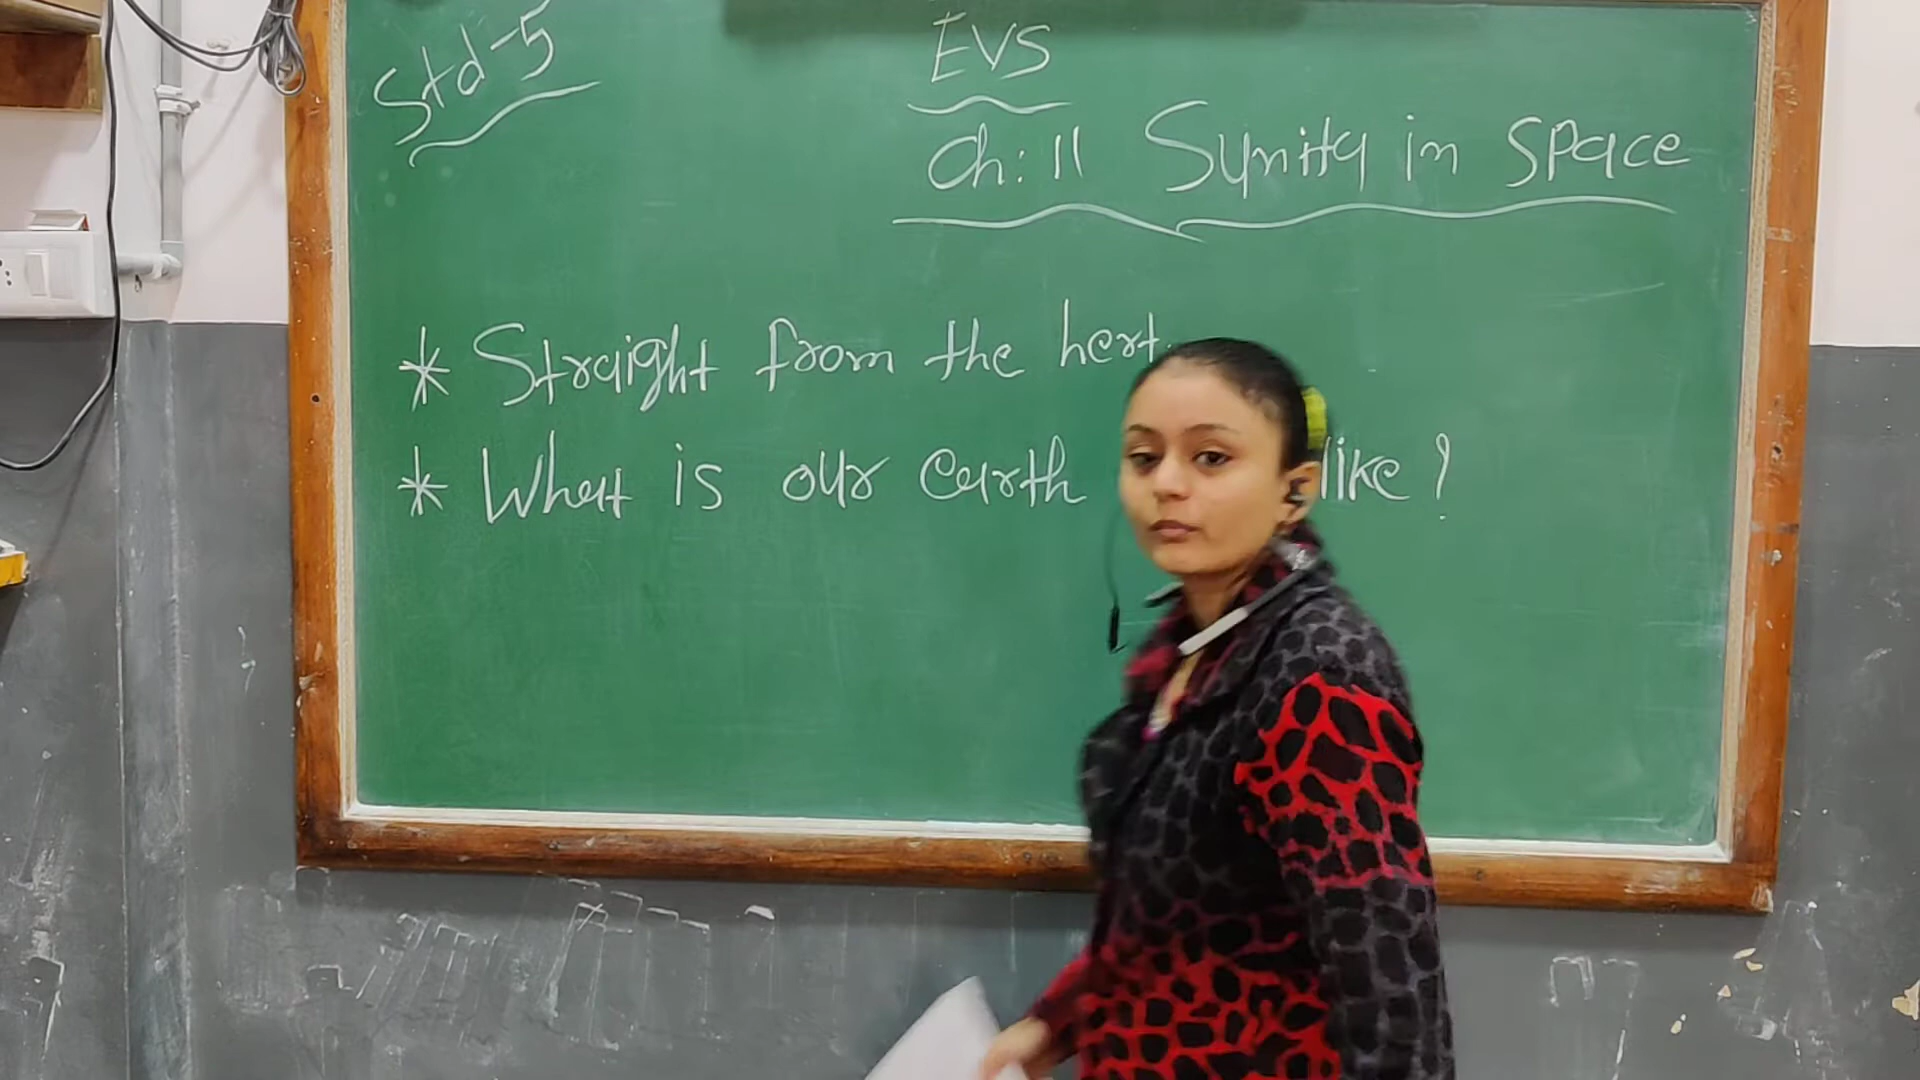 Std-5
EVS
Ch: 11 Sunita in Space
* Straight from the hert.
* What is our earth like?